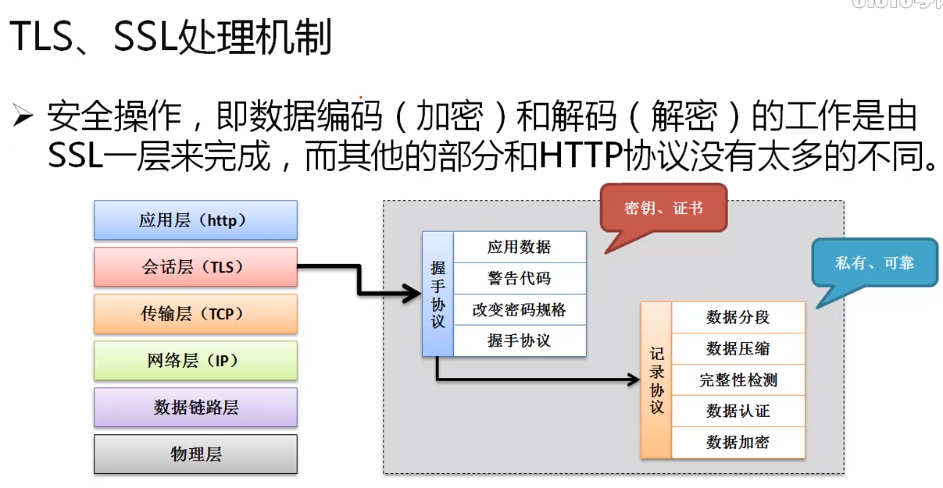 TLS、SSL处理机制
安全操作，即数据编码（加密）和解码（解密）的工作是由
SSL一层来完成，而其他的部分和HTTP协议没有太多的不同。
应用层（http）
会话层（TLS）
传输层（TCP）
网络层（IP）
数据链路层
物理层
密钥、证书
握手协议
应用数据
警告代码
改变密码规格
握手协议
私有、可靠
记录协议
数据分段
数据压缩
完整性检测
数据认证
数据加密